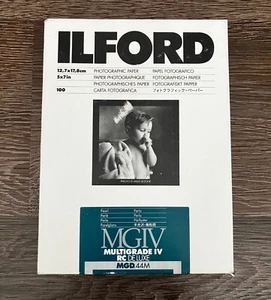 ILFORD
12,7x17,8cm PHOTOGRAPHIC PAPER PAPEL FOTOGRAFICO
5x7in PAPIER PHOTOGRAPHIQUE FOTOGRAFISCH PAPIER
PHOTOGRAPHISCHES PAPIER FOTOGRAFISKT PAPPER
100 CARTA FOTOGRAFICA フォトグラフィック・ペーパー
Pearl
MGIV
MULTIGRADE IV
RC DE LUXE
MGD.44M